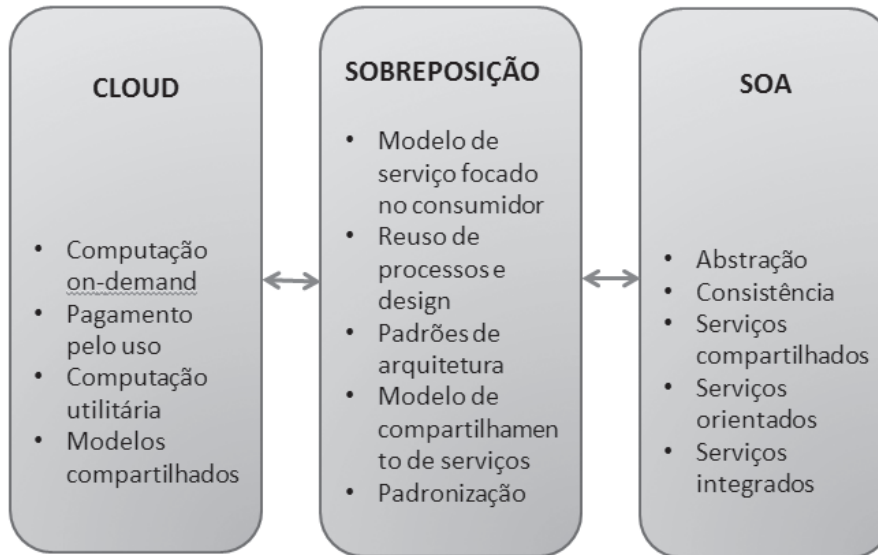 CLOUD
• Computação
on-demand
• Pagamento
pelo uso
• Computação
utilitária
• Modelos
compartilhados
SOBREPOSIÇÃO
• Modelo de
serviço focado
no consumidor
• Reuso de
processos e
design
• Padrões de
arquitetura
• Modelo de
compartilhamen
to de serviços
• Padronização
SOA
• Abstração
• Consistência
• Serviços
compartilhados
• Serviços
orientados
• Serviços
integrados